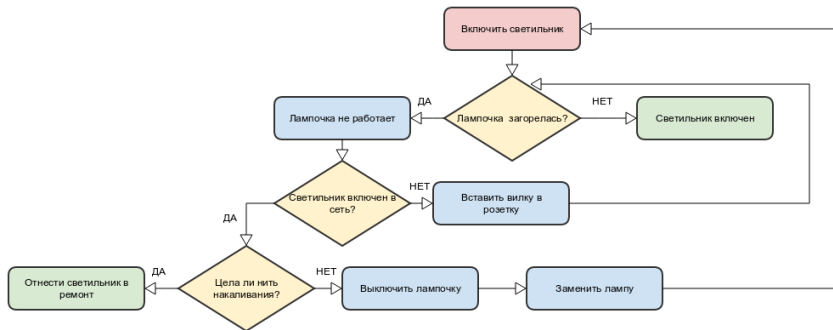 Включить светильник
ДА
НЕТ
Лампочка не работает
Лампочка загорелась?
Светильник включен
Светильник включен в
сеть?
НЕТ
Вставить вилку в
розетку
ДА
ДА
НЕТ
Отнести светильник в
ремонт
Цела ли нить
накаливания?
Выключить лампочку
Заменить лампу